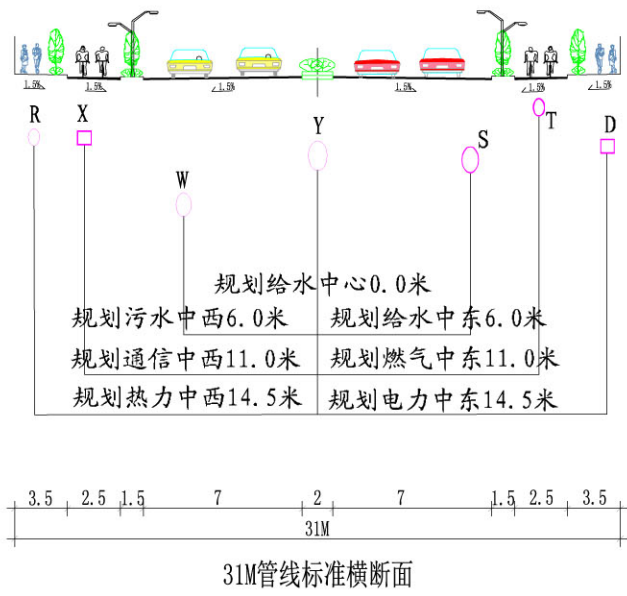 1.5% 1.5% 1.5% 1.5% 1.5% 1.5%
R X Y T D
W S
规划给水中心0.0米
规划污水中西6.0米 规划给水中东6.0米
规划通信中西11.0米 规划燃气中东11.0米
规划热力中西14.5米 规划电力中东14.5米
3.5 2.5 1.5 7 2 7 1.5 2.5 3.5
31M
31M管线标准横断面